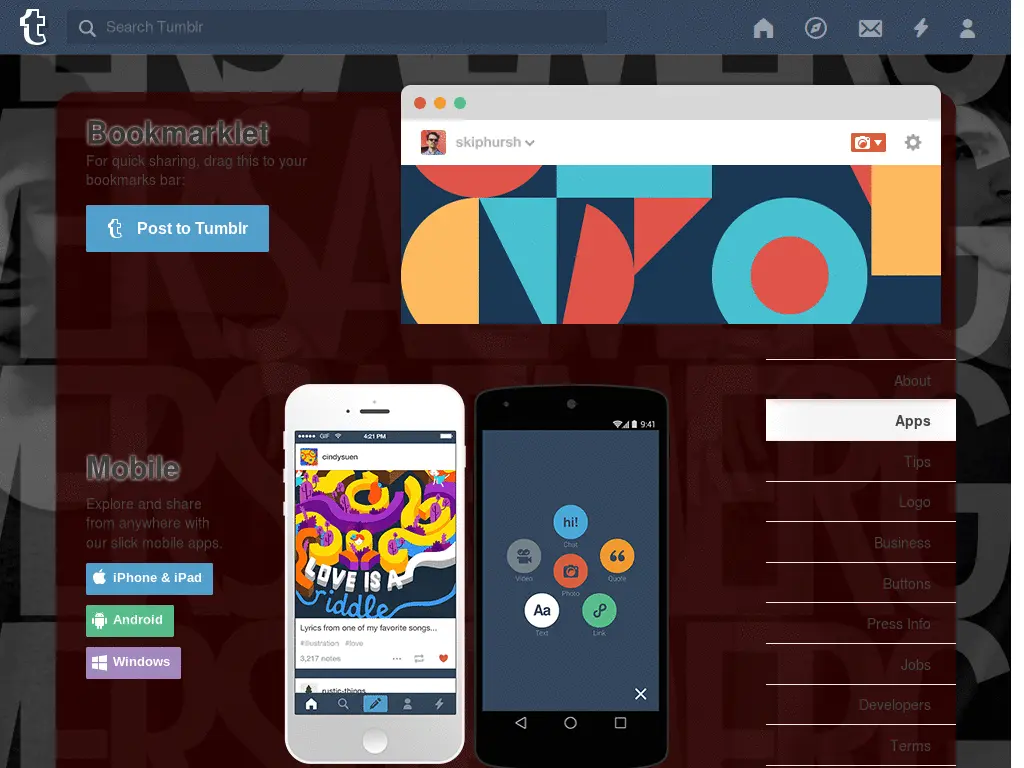 t
Search Tumblr
Bookmarklet
For quick sharing, drag this to your
bookmarks bar:
t Post to Tumblr
skiphursh
Mobile
Explore and share
from anywhere with
our slick mobile apps.
iPhone & iPad
Android
Windows
GIF 4:21 PM
cindysuen
LOVE IS A
riddle
Lyrics from one of my favorite songs...
#illustration #love
3,217 notes
rustic-things
9:41
hi!
Chat
Video
Quote
Photo
Aa
Text
Link
About
Apps
Tips
Logo
Business
Buttons
Press Info
Jobs
Developers
Terms